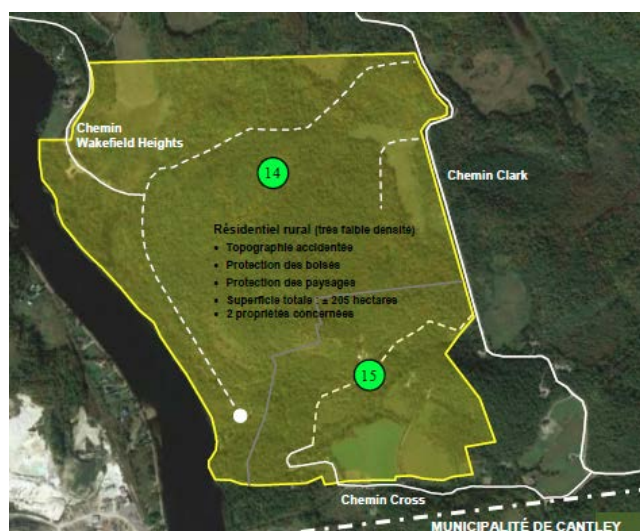 Chemin
Wakefield Heights
14
Chemin Clark
Résidentiel rural (très faible densité)
• Topographie accidentée
• Protection des boisés
• Protection des paysages
• Superficie totale : ± 205 hectares
• 2 propriétés concernées
15
Chemin Cross
MUNICIPALITÉ DE CANTLEY